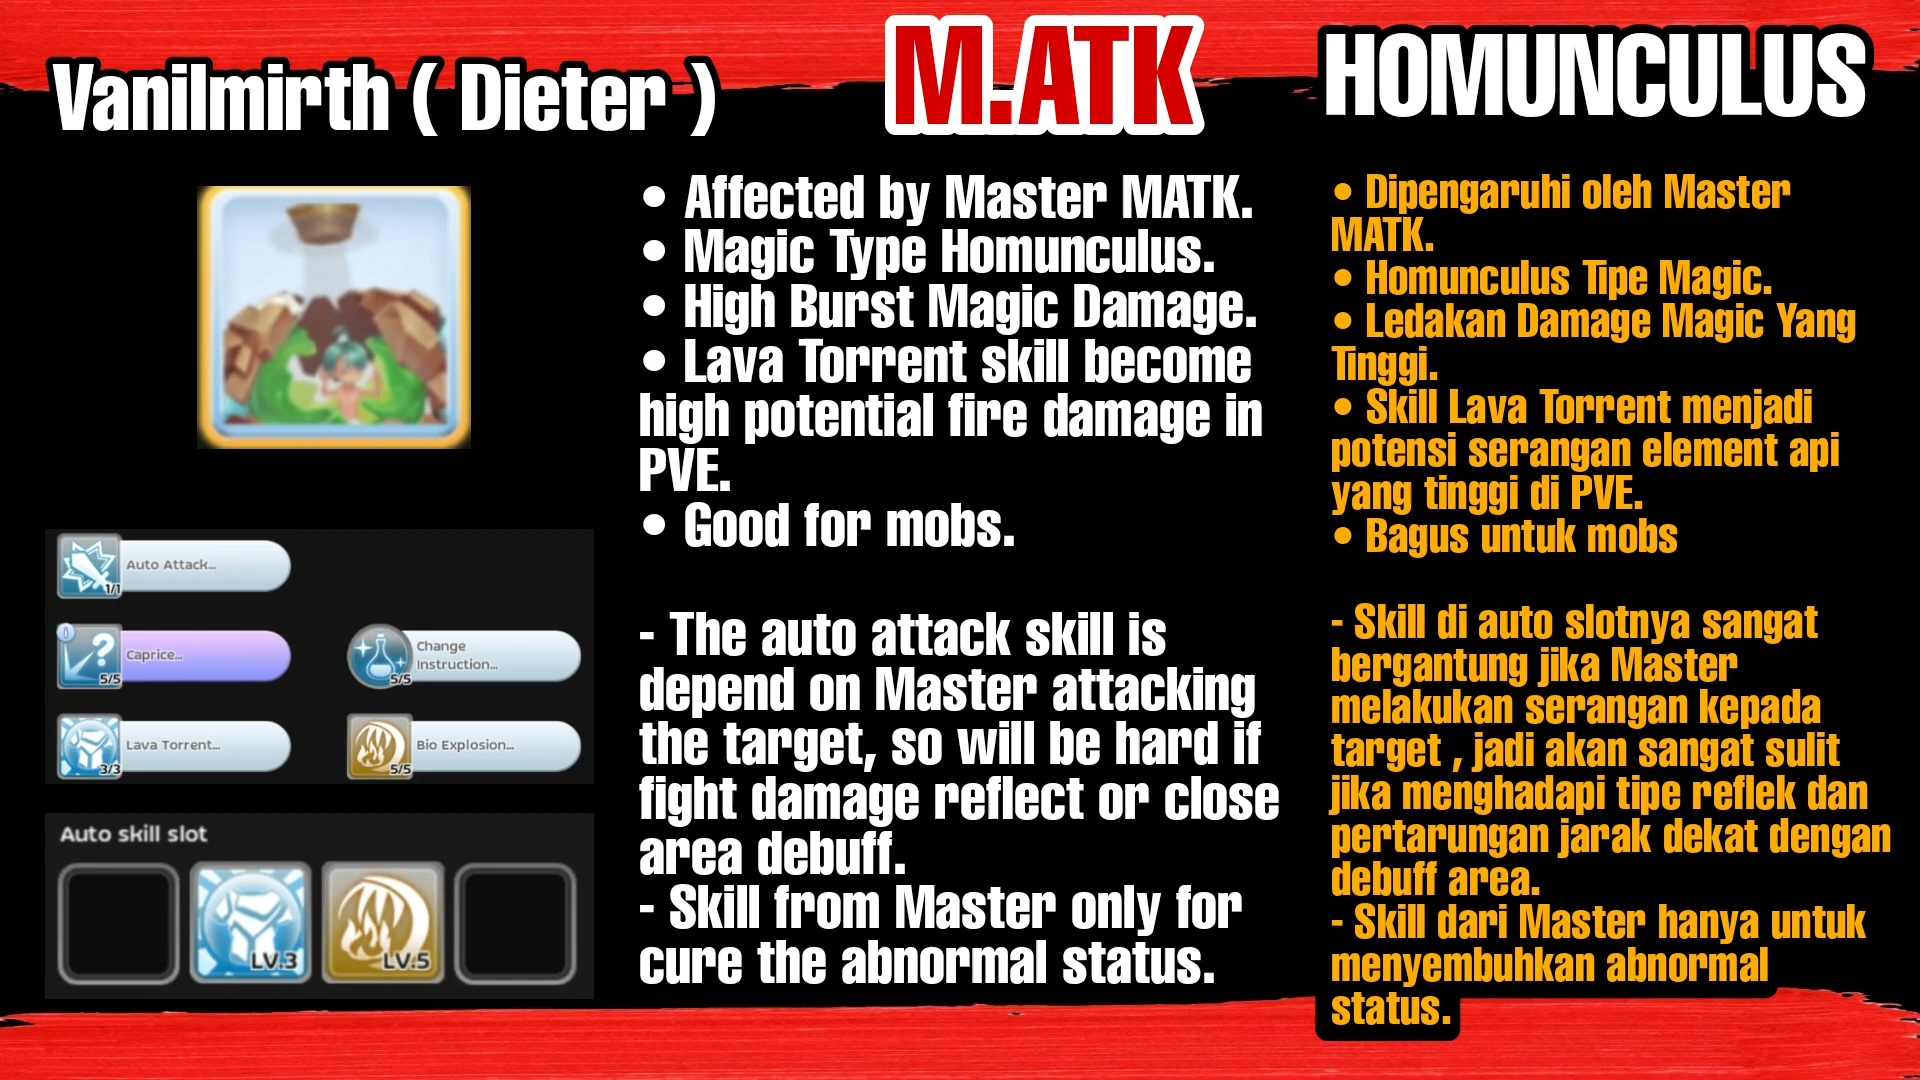 Vanilmirth ( Dieter )
M.ATK
HOMUNCULUS
• Affected by Master MATK.
• Magic Type Homunculus.
• High Burst Magic Damage.
• Lava Torrent skill become
high potential fire damage in
PVE.
• Good for mobs.
- The auto attack skill is
depend on Master attacking
the target, so will be hard if
fight damage reflect or close
area debuff.
- Skill from Master only for
cure the abnormal status.
• Dipengaruhi oleh Master
MATK.
• Homunculus Tipe Magic.
• Ledakan Damage Magic Yang
Tinggi.
• Skill Lava Torrent menjadi
potensi serangan element api
yang tinggi di PVE.
• Bagus untuk mobs
- Skill di auto slotnya sangat
bergantung jika Master
melakukan serangan kepada
target , jadi akan sangat sulit
jika menghadapi tipe reflek dan
pertarungan jarak dekat dengan
debuff area.
- Skill dari Master hanya untuk
menyembuhkan abnormal
status.
Auto Attack...
1/1
Caprice...
5/5
Change
Instruction...
5/5
Lava Torrent...
3/3
Bio Explosion...
5/5
Auto skill slot
LV.3
LV.5